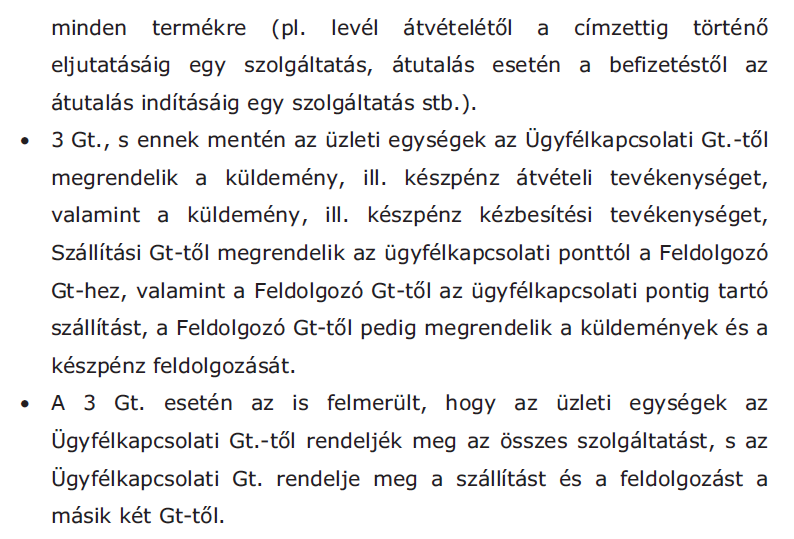 minden termékre (pl. levél átvételétől a címzettig történő
eljutatásáig egy szolgáltatás, átutalás esetén a befizetéstől az
átutalás indításáig egy szolgáltatás stb.).
• 3 Gt., s ennek mentén az üzleti egységek az Ügyfélkapcsolati Gt.-től
megrendelik a küldemény, ill. készpénz átvételi tevékenységet,
valamint a küldemény, ill. készpénz kézbesítési tevékenységet,
Szállítási Gt-től megrendelik az ügyfélkapcsolati ponttól a Feldolgozó
Gt-hez, valamint a Feldolgozó Gt-től az ügyfélkapcsolati pontig tartó
szállítást, a Feldolgozó Gt-től pedig megrendelik a küldemények és a
készpénz feldolgozását.
• A 3 Gt. esetén az is felmerült, hogy az üzleti egységek az
Ügyfélkapcsolati Gt.-től rendeljék meg az összes szolgáltatást, s az
Ügyfélkapcsolati Gt. rendelje meg a szállítást és a feldolgozást a
másik két Gt-től.